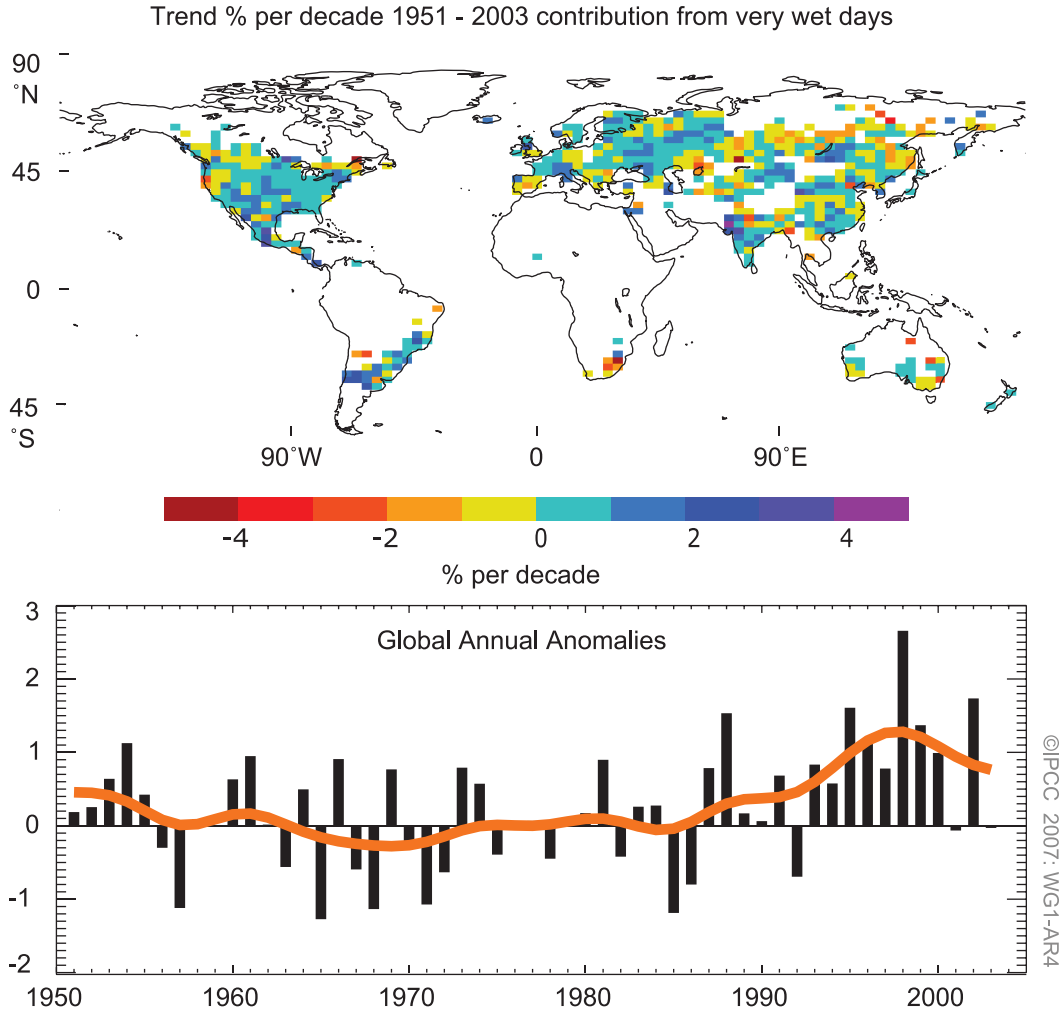 Trend % per decade 1951 - 2003 contribution from very wet days
90
˚N
45
0
45
˚S
90˚W 0 90˚E
-4 -2 0 2 4
% per decade
Global Annual Anomalies
3
2
1
0
-1
-2
1950 1960 1970 1980 1990 2000
©IPCC 2007: WG1-AR4